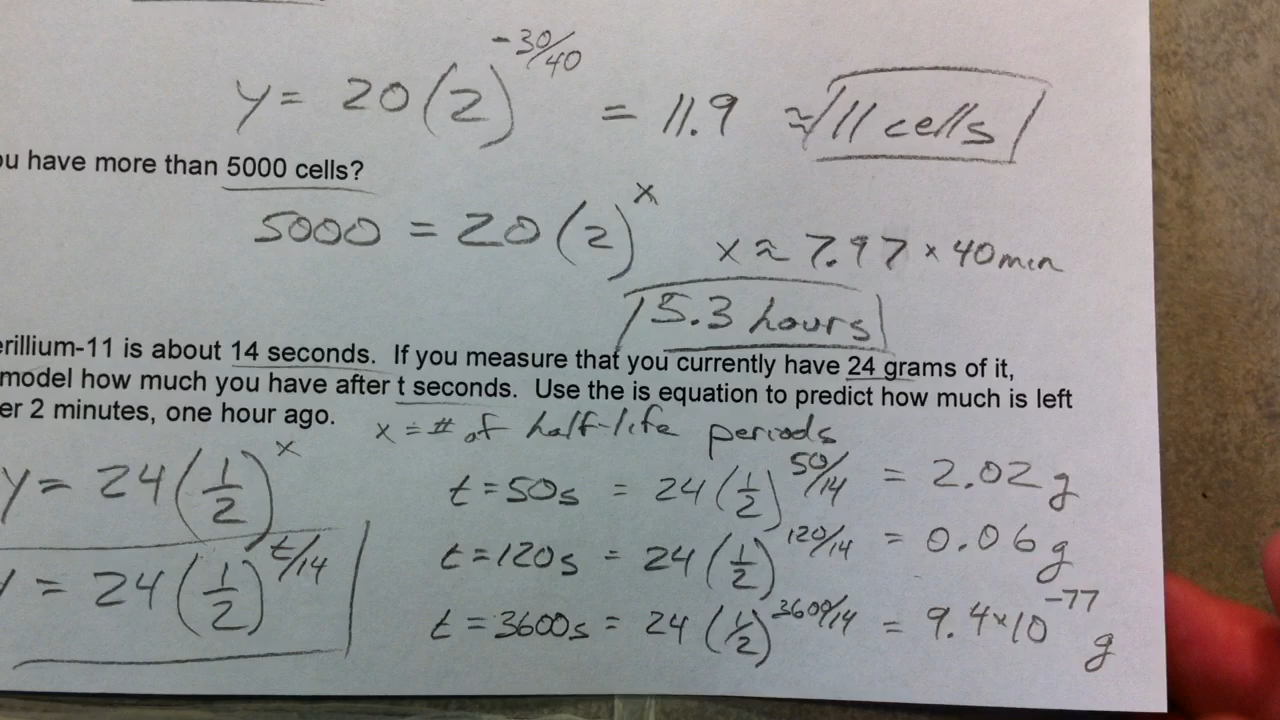 y = 20(2)^-30/40 = 11.9 ≈ 11 cells
ou have more than 5000 cells?
5000 = 20(2)^x x ≈ 7.97 × 40min
5.3 hours
erillium-11 is about 14 seconds. If you measure that you currently have 24 grams of it,
model how much you have after t seconds. Use the is equation to predict how much is left
er 2 minutes, one hour ago.
x = # of half-life periods
y = 24(1/2)^x
y = 24(1/2)^t/14
t = 50s = 24(1/2)^50/14 = 2.02g
t = 120s = 24(1/2)^120/14 = 0.06g
t = 3600s = 24(1/2)^3600/14 = 9.4×10^-77 g